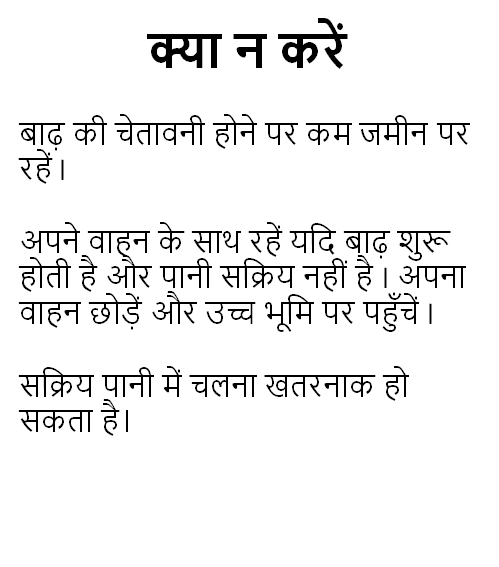 क्या न करें
बाढ़ की चेतावनी होने पर कम जमीन पर
रहें।
अपने वाहन के साथ रहें यदि बाढ़ शुरू
होती है और पानी सक्रिय नहीं है। अपना
वाहन छोड़ें और उच्च भूमि पर पहुँचें।
सक्रिय पानी में चलना खतरनाक हो
सकता है।